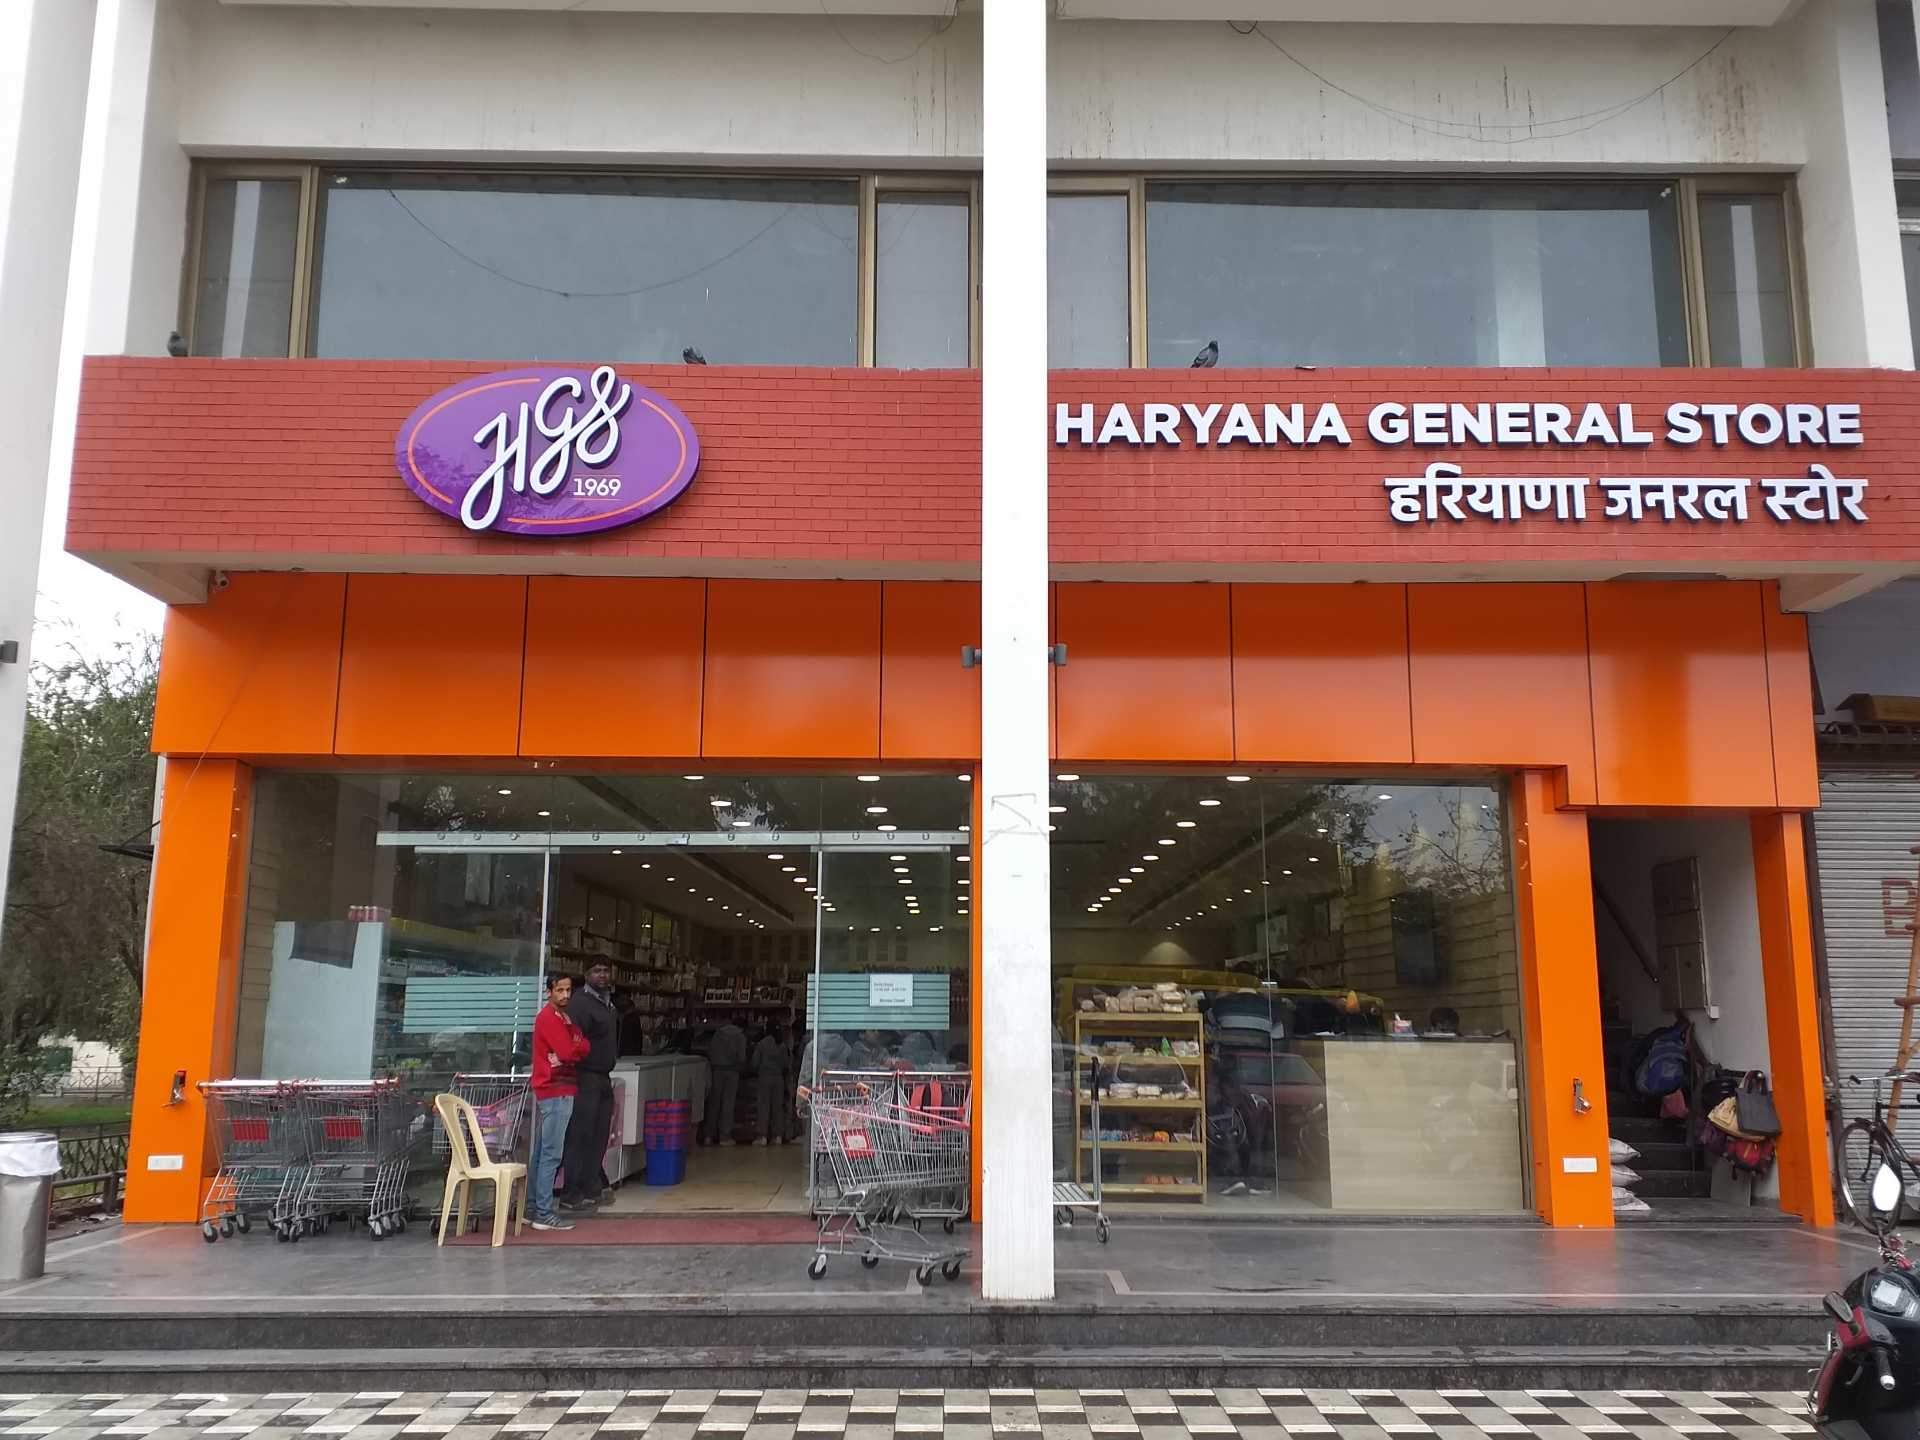 HGS
1969
HARYANA GENERAL STORE
हरियाणा जनरल स्टोर